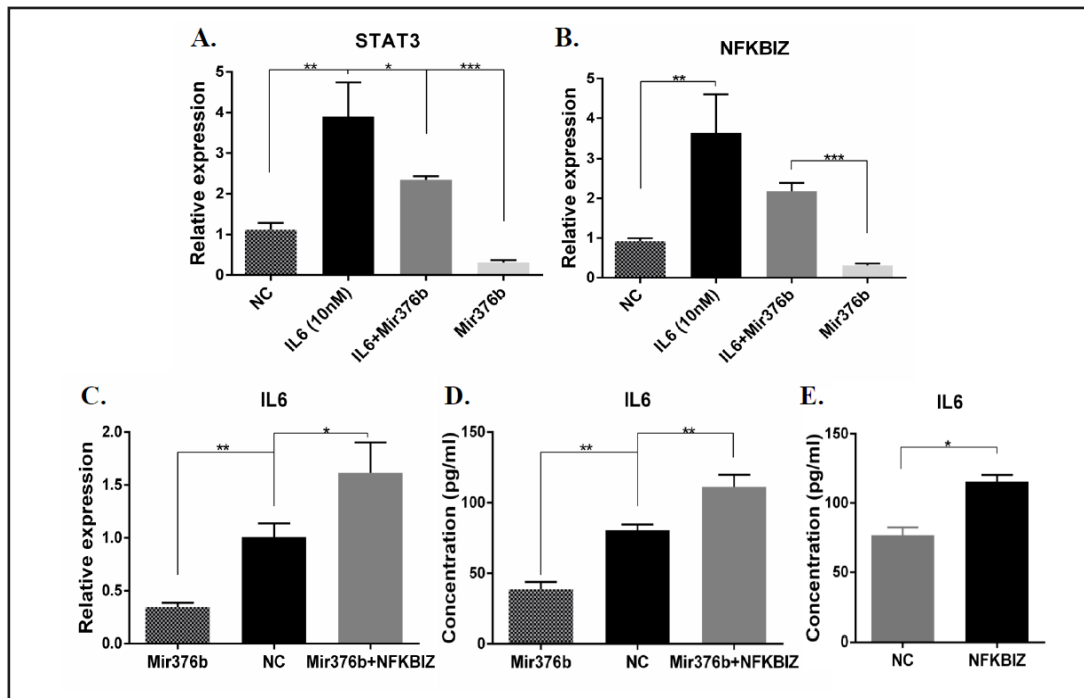 A.
STAT3
** * ***
Relative expression
5
4
3
2
1
0
NC
IL6 (10nM)
IL6+Mir376b
Mir376b
B.
NFKBIZ
**
***
Relative expression
5
4
3
2
1
0
NC
IL6 (10nM)
IL6+Mir376b
Mir376b
C.
IL6
** *
Relative expression
2.0
1.5
1.0
0.5
0.0
Mir376b NC Mir376b+NFKBIZ
D.
IL6
** **
Concentration (pg/ml)
150
100
50
0
Mir376b NC Mir376b+NFKBIZ
E.
IL6
*
Concentration (pg/ml)
150
100
50
0
NC NFKBIZ